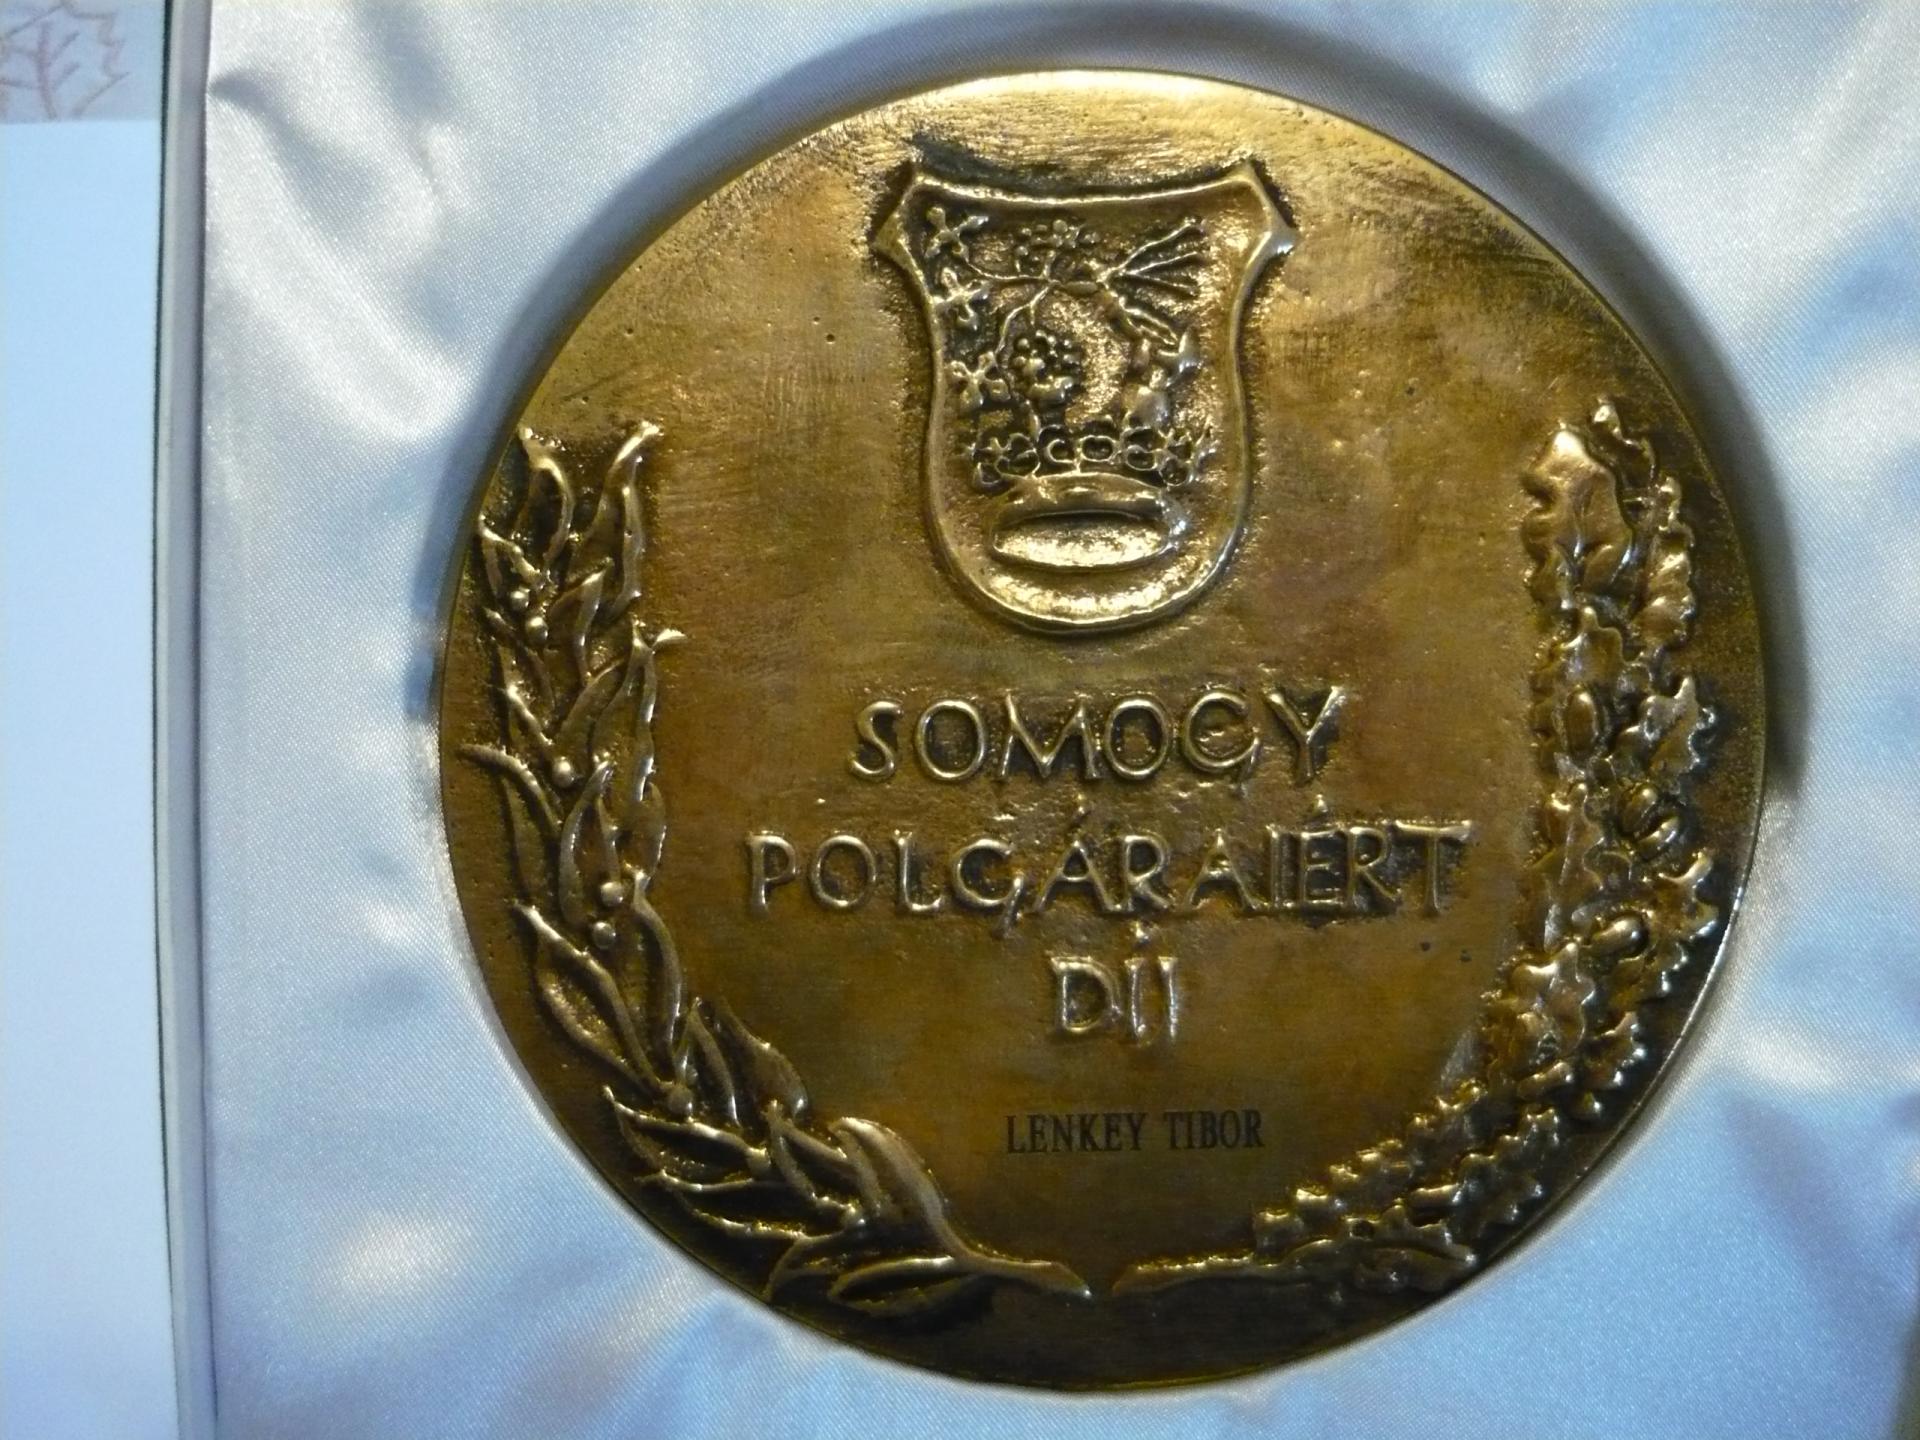 SOMOGY
POLGÁRAIÉRT
DÍJ
LENKEY TIBOR